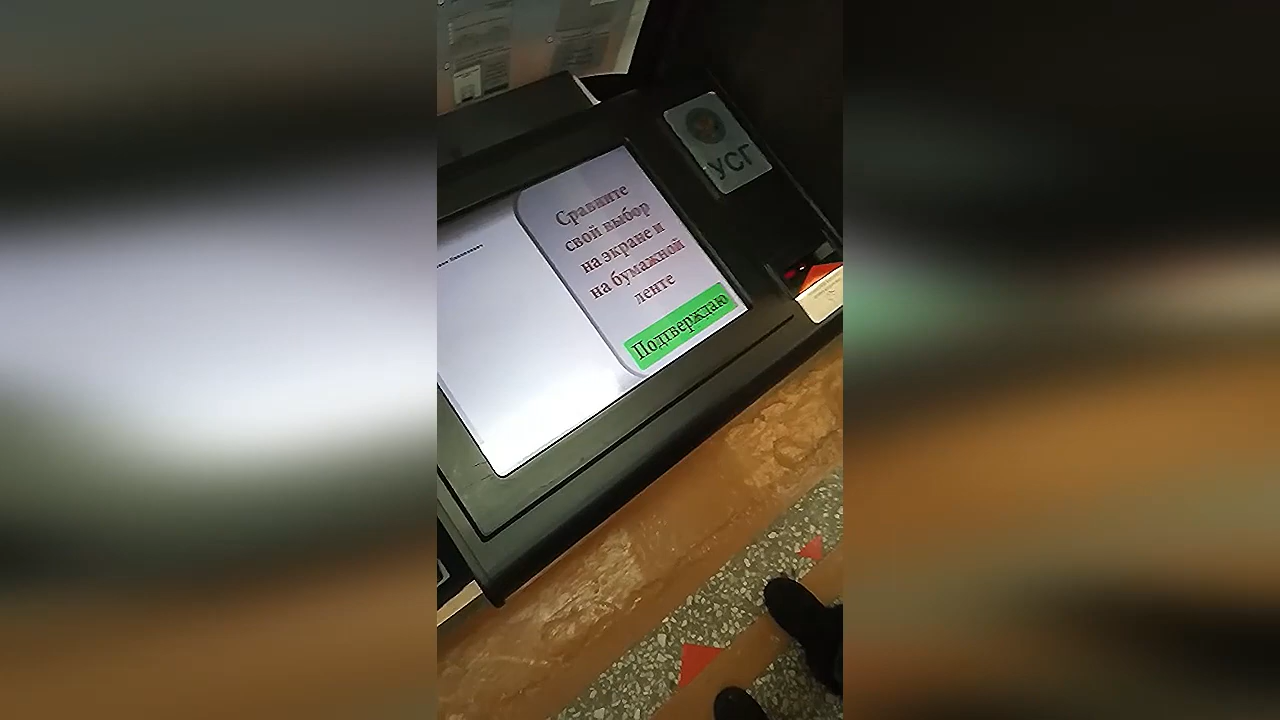 УСГ
Сравните
свой выбор
на экране и
на бумажной
ленте
Подтверждаю